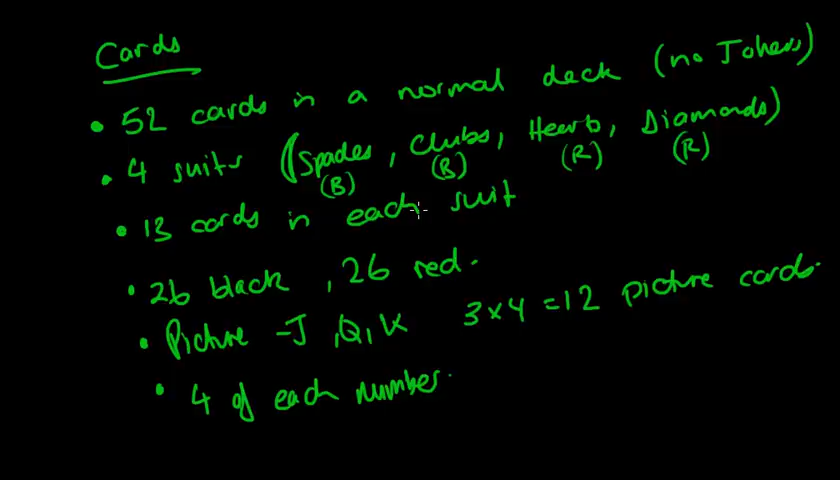 Cards
• 52 cards in a normal deck (no Jokers)
• 4 suits (Spades, Clubs, Hearts, Diamonds)
(B) (B) (R) (R)
• 13 cards in each suit
• 26 black, 26 red.
• Picture - J, Q, K 3 x 4 = 12 picture cards.
• 4 of each number.